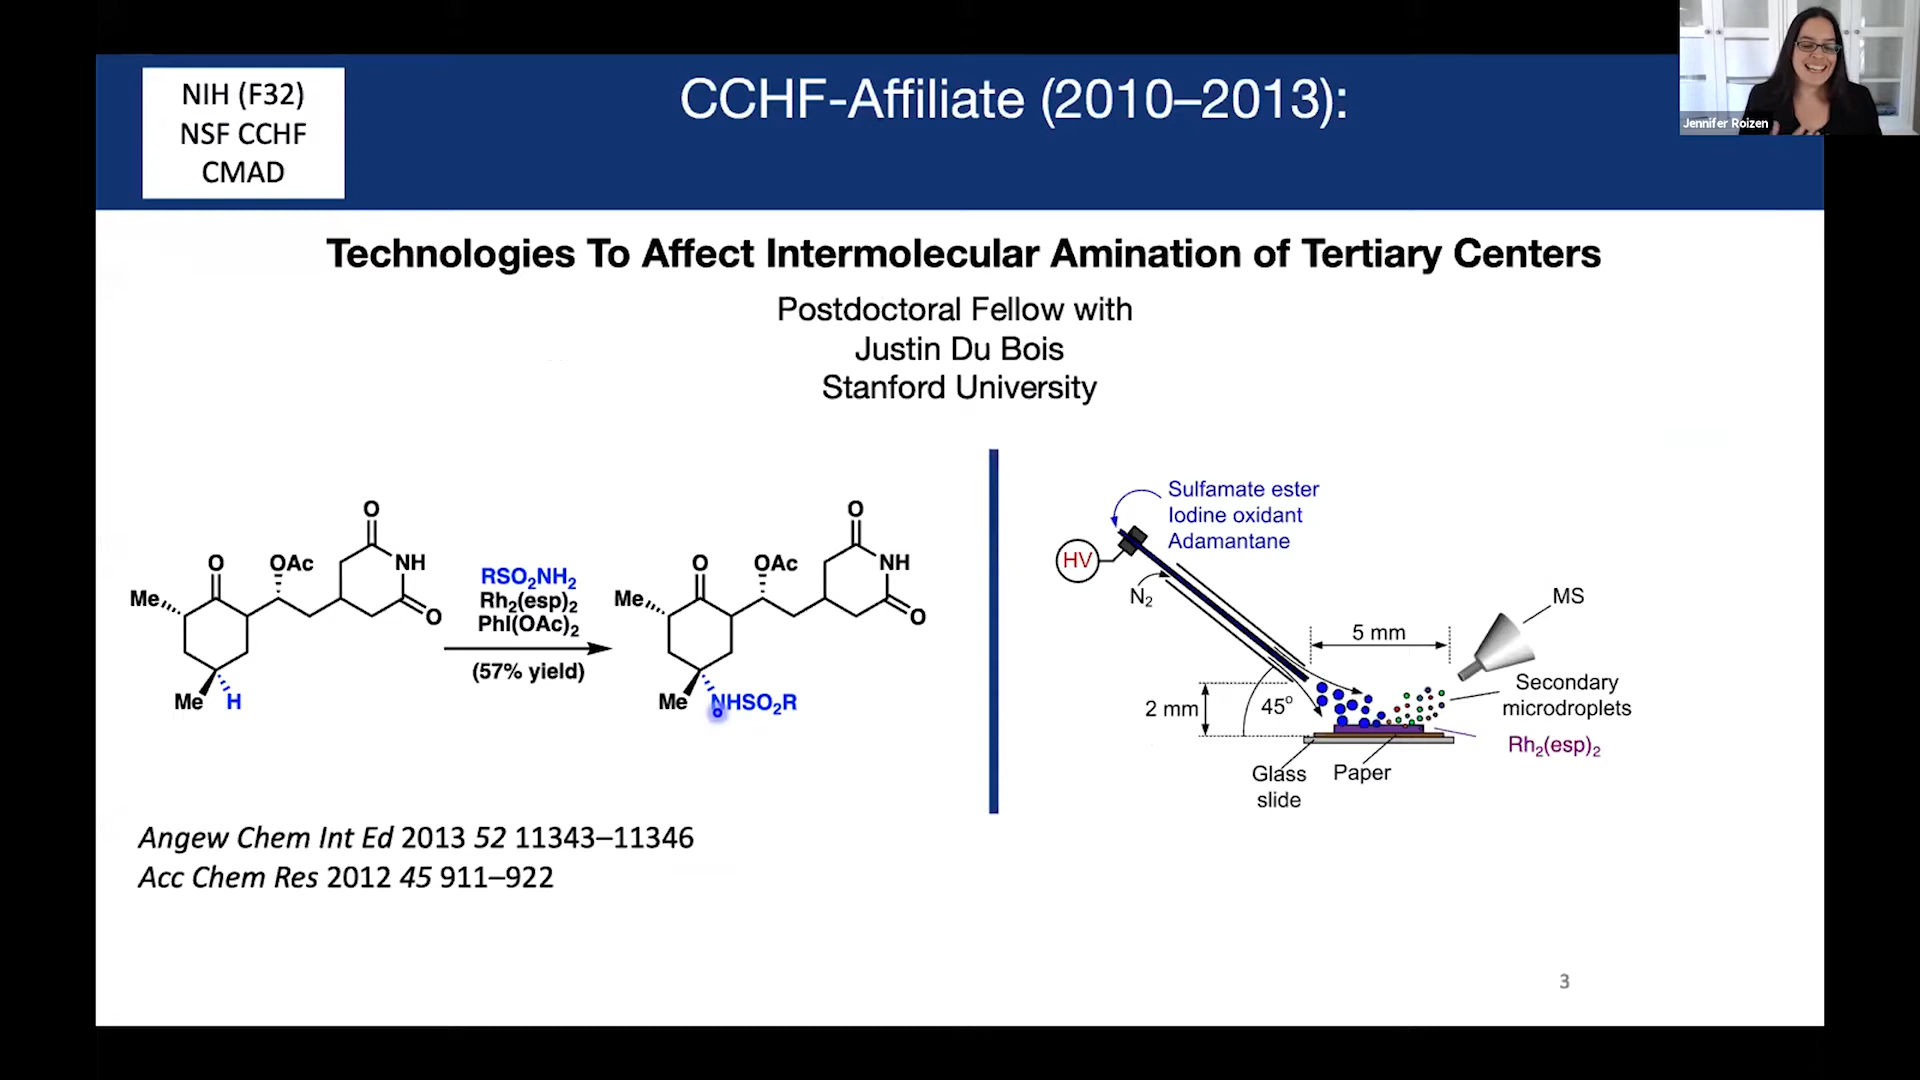 NIH (F32)
NSF CCHF
CMAD
CCHF-Affiliate (2010–2013):
Jennifer Roizen
Technologies To Affect Intermolecular Amination of Tertiary Centers
Postdoctoral Fellow with
Justin Du Bois
Stanford University
O
O
OAc
NH
Me
O
Me
H
RSO₂NH₂
Rh₂(esp)₂
PhI(OAc)₂
(57% yield)
O
O
OAc
NH
Me
O
Me
NHSO₂R
Sulfamate ester
Iodine oxidant
Adamantane
HV
N₂
MS
5 mm
Secondary
microdroplets
2 mm
45°
Rh₂(esp)₂
Glass
slide
Paper
Angew Chem Int Ed 2013 52 11343–11346
Acc Chem Res 2012 45 911–922
3